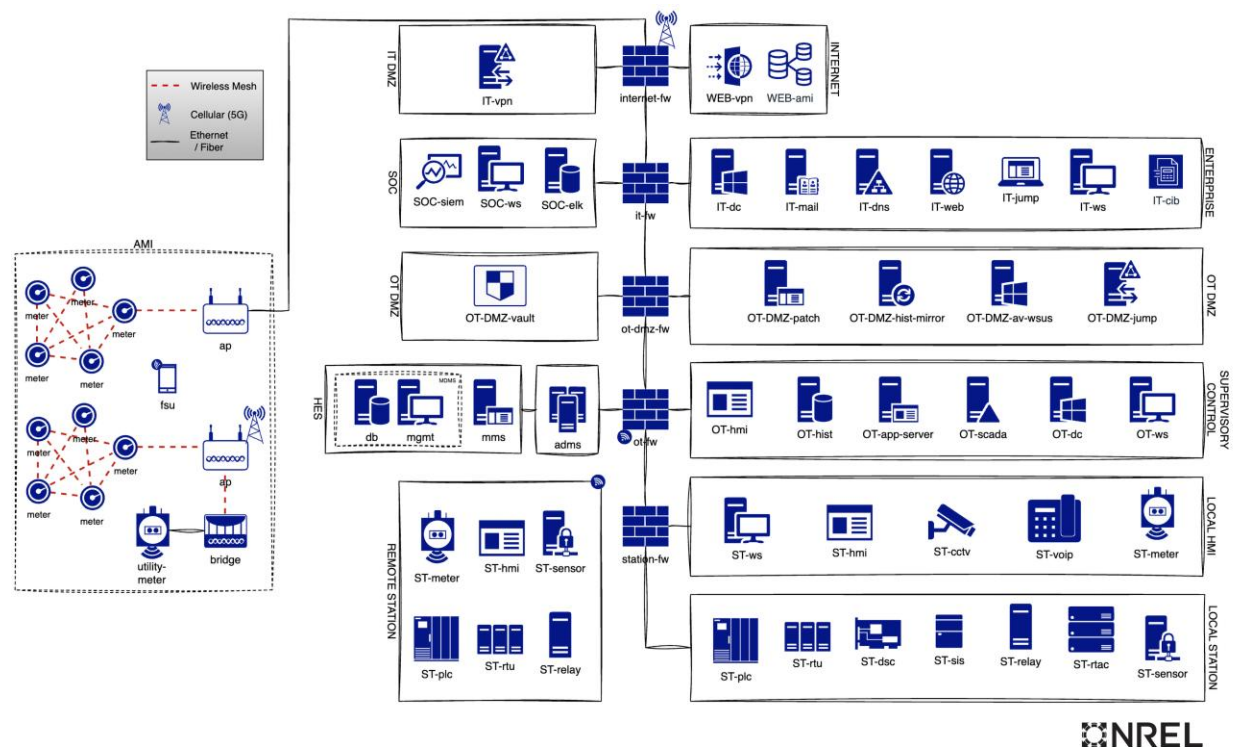 Wireless Mesh
Cellular (5G)
Ethernet
/ Fiber
IT DMZ
IT-vpn
internet-fw
WEB-vpn
WEB-ami
INTERNET
SOC
SOC-siem
SOC-ws
SOC-elk
it-fw
IT-dc
IT-mail
IT-dns
IT-web
IT-jump
IT-ws
IT-cib
ENTERPRISE
OT DMZ
OT-DMZ-vault
ot-dmz-fw
OT-DMZ-patch
OT-DMZ-hist-mirror
OT-DMZ-av-wsus
OT-DMZ-jump
OT DMZ
HES
MDMS
db
mgmt
mms
adms
ot-fw
OT-hmi
OT-hist
OT-app-server
OT-scada
OT-dc
OT-ws
SUPERVISORY
CONTROL
AMI
meter
meter
meter
meter
meter
ap
fsu
meter
meter
meter
meter
meter
ap
utility-
meter
bridge
REMOTE STATION
ST-meter
ST-hmi
ST-sensor
ST-plc
ST-rtu
ST-relay
station-fw
ST-ws
ST-hmi
ST-cctv
ST-voip
ST-meter
LOCAL HMI
ST-plc
ST-rtu
ST-dsc
ST-sis
ST-relay
ST-rtac
ST-sensor
LOCAL STATION
NREL